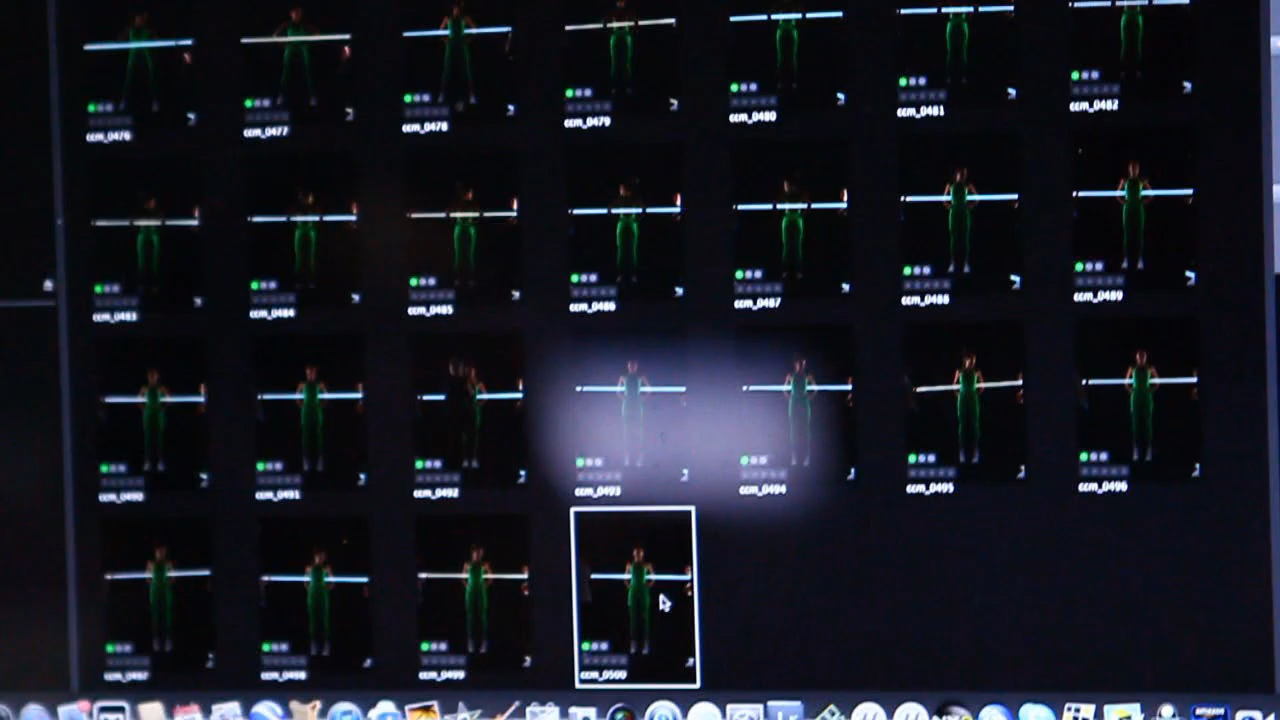 ccm_0476 ccm_0477 ccm_0478 ccm_0479 ccm_0480 ccm_0481 ccm_0482
ccm_0483 ccm_0484 ccm_0485 ccm_0486 ccm_0487 ccm_0488 ccm_0489
ccm_0490 ccm_0491 ccm_0492 ccm_0493 ccm_0494 ccm_0495 ccm_0496
ccm_0497 ccm_0498 ccm_0499 ccm_0500